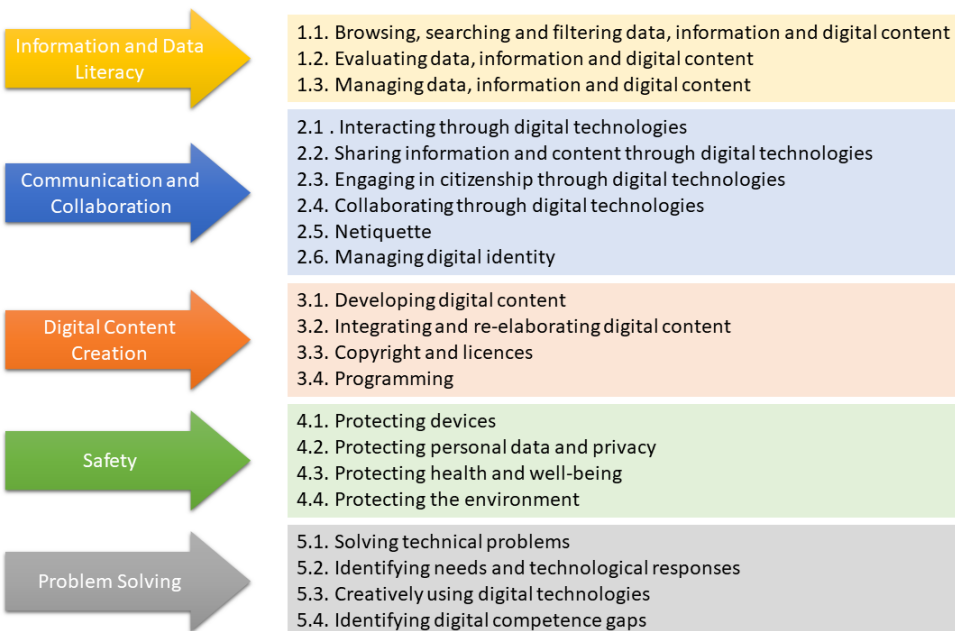 Information and Data
Literacy
1.1. Browsing, searching and filtering data, information and digital content
1.2. Evaluating data, information and digital content
1.3. Managing data, information and digital content
Communication and
Collaboration
2.1 . Interacting through digital technologies
2.2. Sharing information and content through digital technologies
2.3. Engaging in citizenship through digital technologies
2.4. Collaborating through digital technologies
2.5. Netiquette
2.6. Managing digital identity
Digital Content
Creation
3.1. Developing digital content
3.2. Integrating and re-elaborating digital content
3.3. Copyright and licences
3.4. Programming
Safety
4.1. Protecting devices
4.2. Protecting personal data and privacy
4.3. Protecting health and well-being
4.4. Protecting the environment
Problem Solving
5.1. Solving technical problems
5.2. Identifying needs and technological responses
5.3. Creatively using digital technologies
5.4. Identifying digital competence gaps